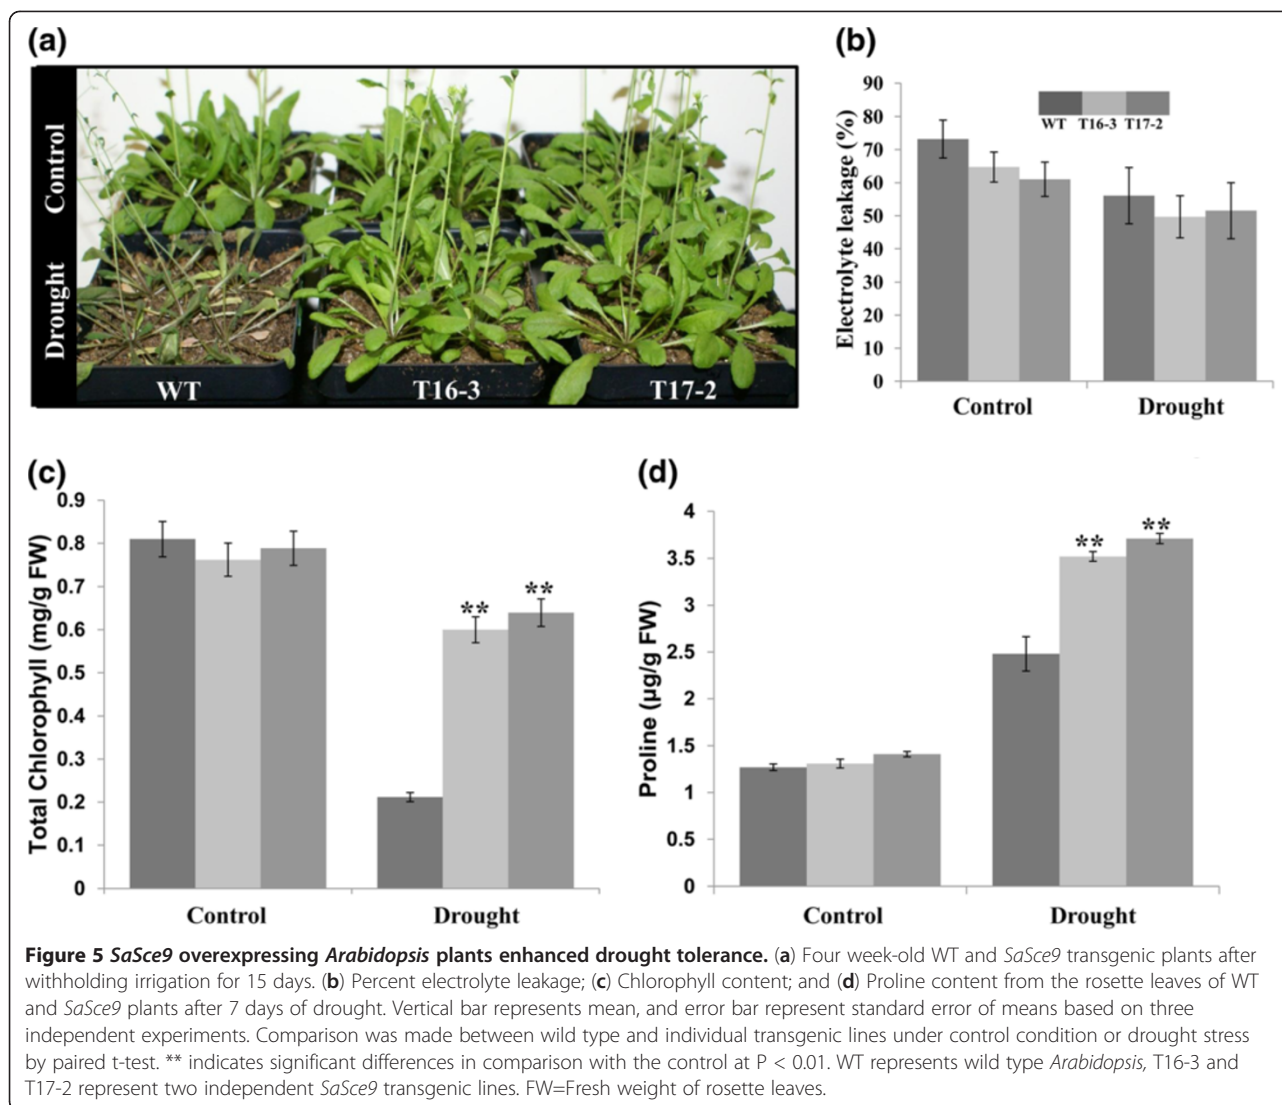 (a)
Control
Drought
WT
T16-3
T17-2
(b)
Electrolyte leakage (%)
90
80
70
60
50
40
30
20
10
0
WT T16-3 T17-2
Control
Drought
(c)
Total Chlorophyll (mg/g FW)
0.9
0.8
0.7
0.6
0.5
0.4
0.3
0.2
0.1
0
**
**
Control
Drought
(d)
Proline (µg/g FW)
4
3.5
3
2.5
2
1.5
1
0.5
0
**
**
Control
Drought
Figure 5 SaSce9 overexpressing Arabidopsis plants enhanced drought tolerance. (a) Four week-old WT and SaSce9 transgenic plants after
withholding irrigation for 15 days. (b) Percent electrolyte leakage; (c) Chlorophyll content; and (d) Proline content from the rosette leaves of WT
and SaSce9 plants after 7 days of drought. Vertical bar represents mean, and error bar represent standard error of means based on three
independent experiments. Comparison was made between wild type and individual transgenic lines under control condition or drought stress
by paired t-test. ** indicates significant differences in comparison with the control at P < 0.01. WT represents wild type Arabidopsis, T16-3 and
T17-2 represent two independent SaSce9 transgenic lines. FW=Fresh weight of rosette leaves.